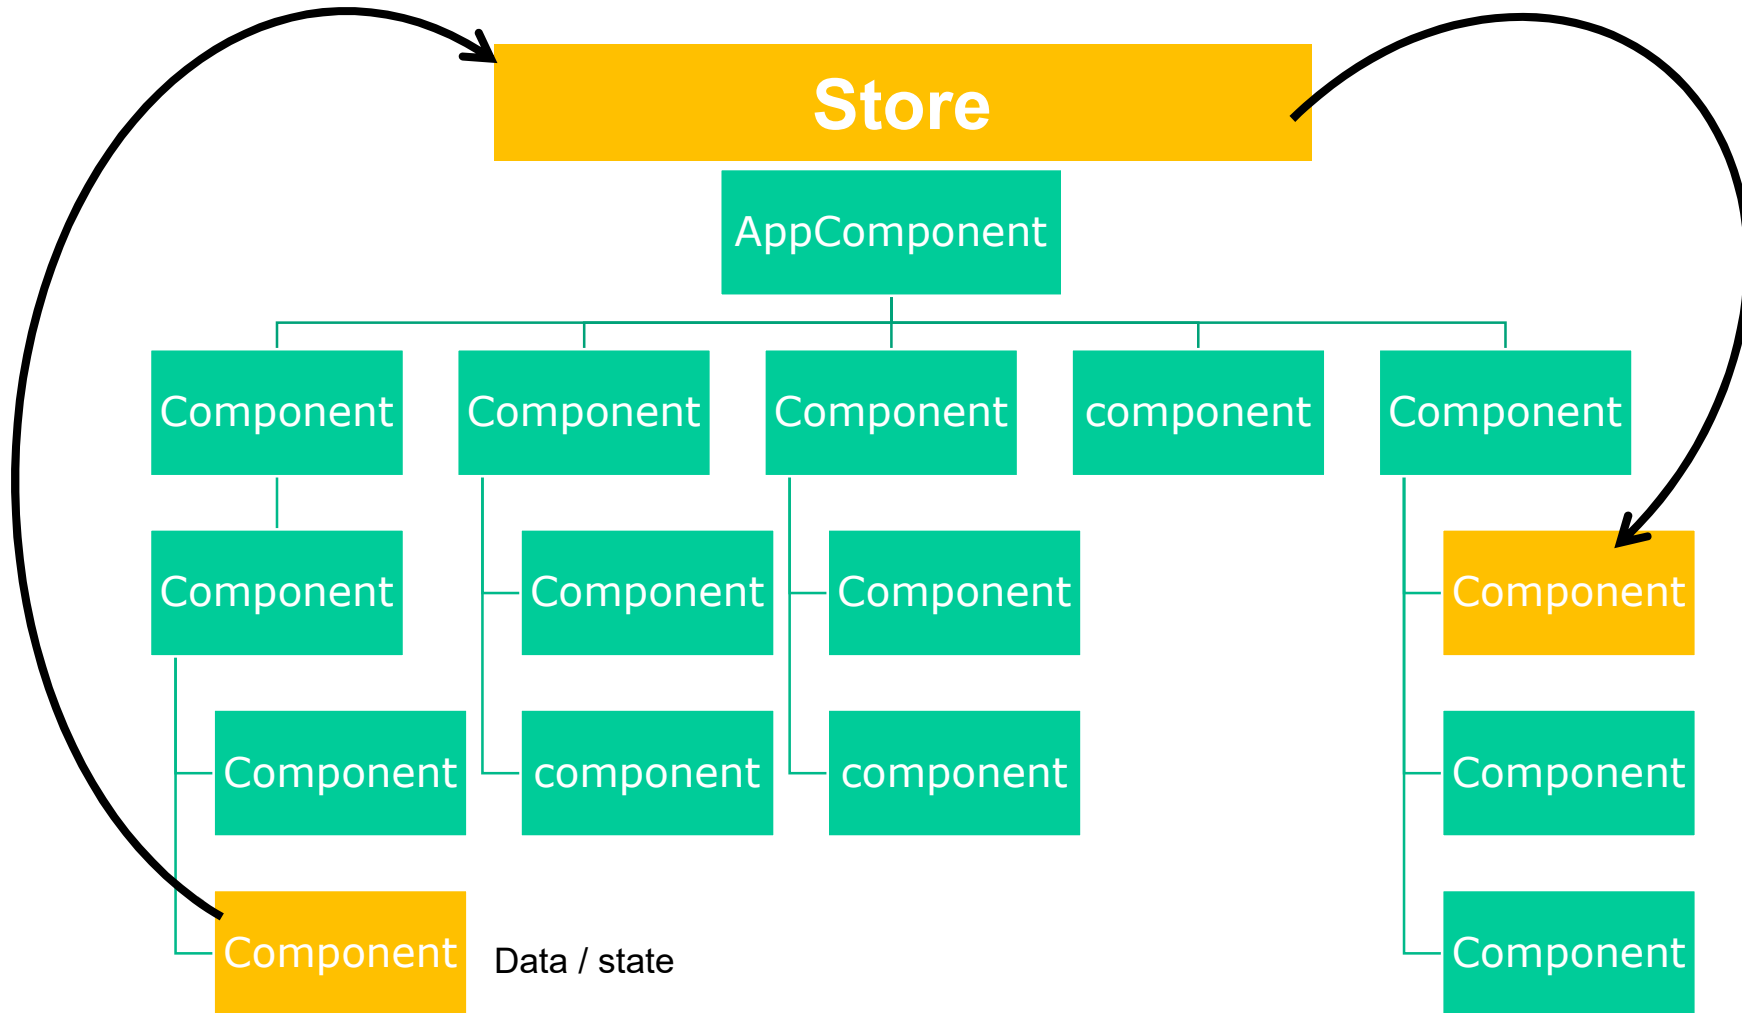 Store
AppComponent
Component
Component
Component
component
Component
Component
Component
Component
Component
Component
component
component
Component
Component
Data / state
Component